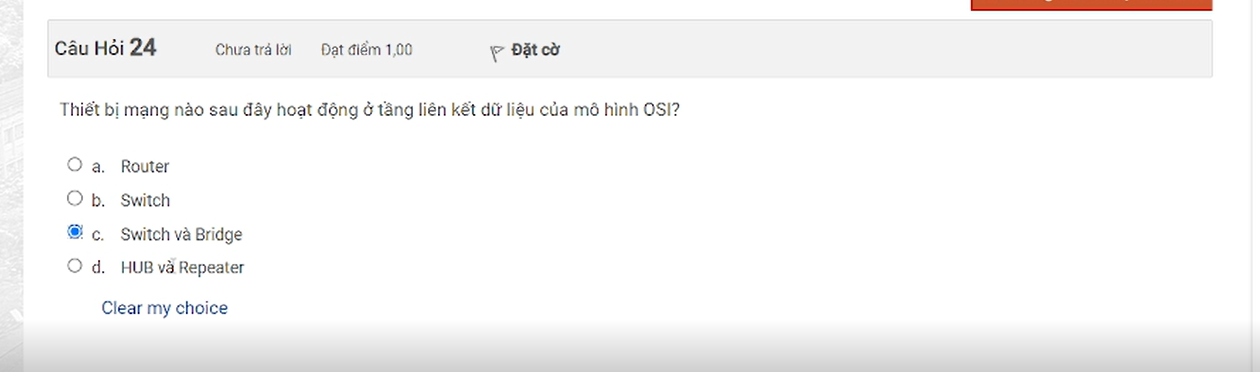 Câu Hỏi 24 Chưa trả lời Đạt điểm 1,00 Đặt cờ
Thiết bị mạng nào sau đây hoạt động ở tầng liên kết dữ liệu của mô hình OSI?
a. Router
b. Switch
c. Switch và Bridge
d. HUB và Repeater
Clear my choice